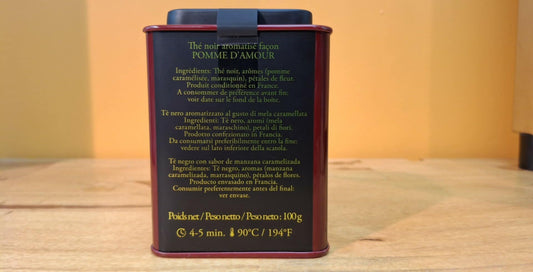 Thé noir aromatisé façon
POMME D'AMOUR
Ingrédients: Thé noir, arômes (pomme
caramélisée, marasquin), pétales de fleur.
Produit conditionné en France.
A consommer de préférence avant fin:
voir date sur le fond de la boîte.
Tè nero aromatizzato al gusto di mela caramellata
Ingredienti: Tè nero, aromi (mela
caramellata, maraschino), petali di fiori.
Prodotto confezionato in Francia.
Da consumarsi preferibilmente entro la fine:
vedere sul lato inferiore della scatola.
Té negro con sabor de manzana caramelizada
Ingredientes: Té negro, aromas (manzana
caramelizada, marrasquino), pétalos de flores.
Producto envasado en Francia.
Consumir preferentemente antes del final:
ver envase.
Poids net / Peso netto / Peso neto : 100 g
4-5 min. 90°C / 194°F